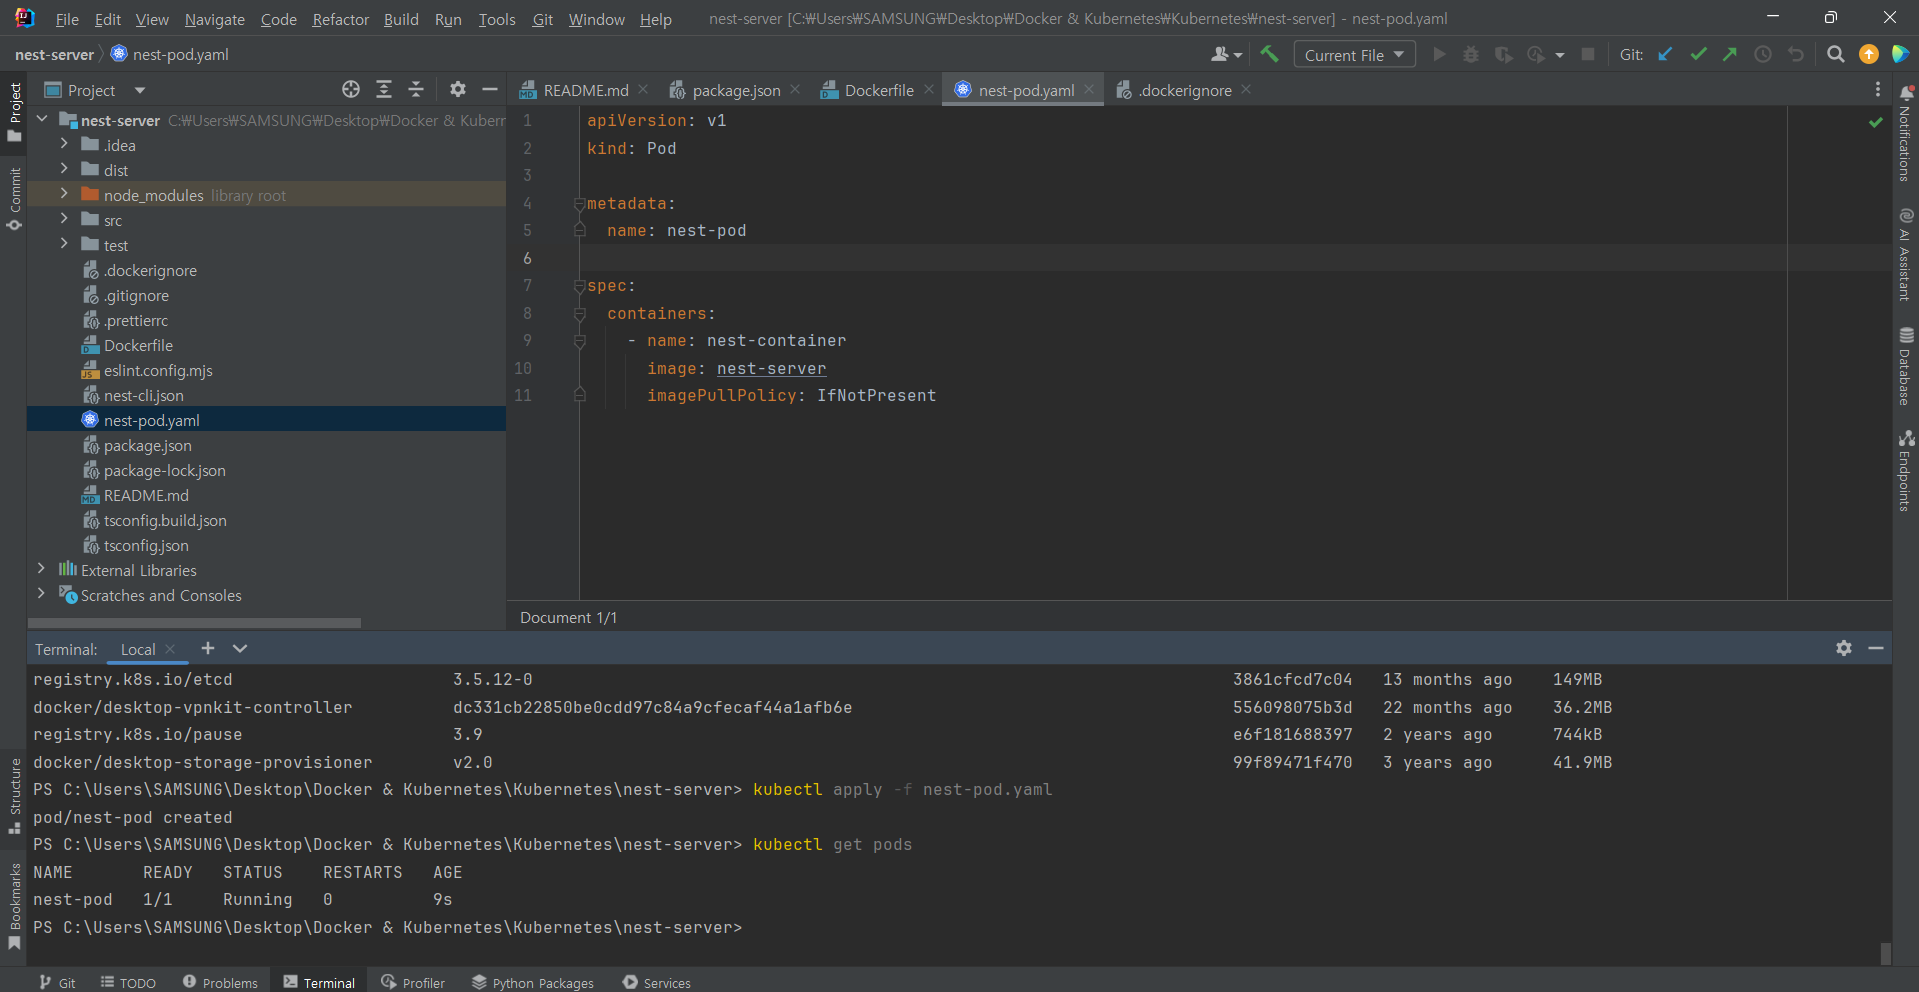 File Edit View Navigate Code Refactor Build Run Tools Git Window Help nest-server [C:₩Users₩SAMSUNG₩Desktop₩Docker & Kubernetes₩Kubernetes₩nest-server] - nest-pod.yaml
nest-server nest-pod.yaml Current File Git:
Project
README.md package.json Dockerfile nest-pod.yaml .dockerignore
nest-server C:₩Users₩SAMSUNG₩Desktop₩Docker & Kubern
.idea
dist
node_modules library root
src
test
.dockerignore
.gitignore
.prettierrc
Dockerfile
eslint.config.mjs
nest-cli.json
nest-pod.yaml
package.json
package-lock.json
README.md
tsconfig.build.json
tsconfig.json
External Libraries
Scratches and Consoles
1 apiVersion: v1
2 kind: Pod
3
4 metadata:
5 name: nest-pod
6
7 spec:
8 containers:
9 - name: nest-container
10 image: nest-server
11 imagePullPolicy: IfNotPresent
Document 1/1
Project
Commit
Structure
Bookmarks
Notifications
AI Assistant
Database
Endpoints
Terminal: Local
registry.k8s.io/etcd 3.5.12-0 3861cfcd7c04 13 months ago 149MB
docker/desktop-vpnkit-controller dc331cb22850be0cdd97c84a9cfecaf44a1afb6e 556098075b3d 22 months ago 36.2MB
registry.k8s.io/pause 3.9 e6f181688397 2 years ago 744kB
docker/desktop-storage-provisioner v2.0 99f89471f470 3 years ago 41.9MB
PS C:\Users\SAMSUNG\Desktop\Docker & Kubernetes\Kubernetes\nest-server> kubectl apply -f nest-pod.yaml
pod/nest-pod created
PS C:\Users\SAMSUNG\Desktop\Docker & Kubernetes\Kubernetes\nest-server> kubectl get pods
NAME READY STATUS RESTARTS AGE
nest-pod 1/1 Running 0 9s
PS C:\Users\SAMSUNG\Desktop\Docker & Kubernetes\Kubernetes\nest-server>
Git TODO Problems Terminal Profiler Python Packages Services